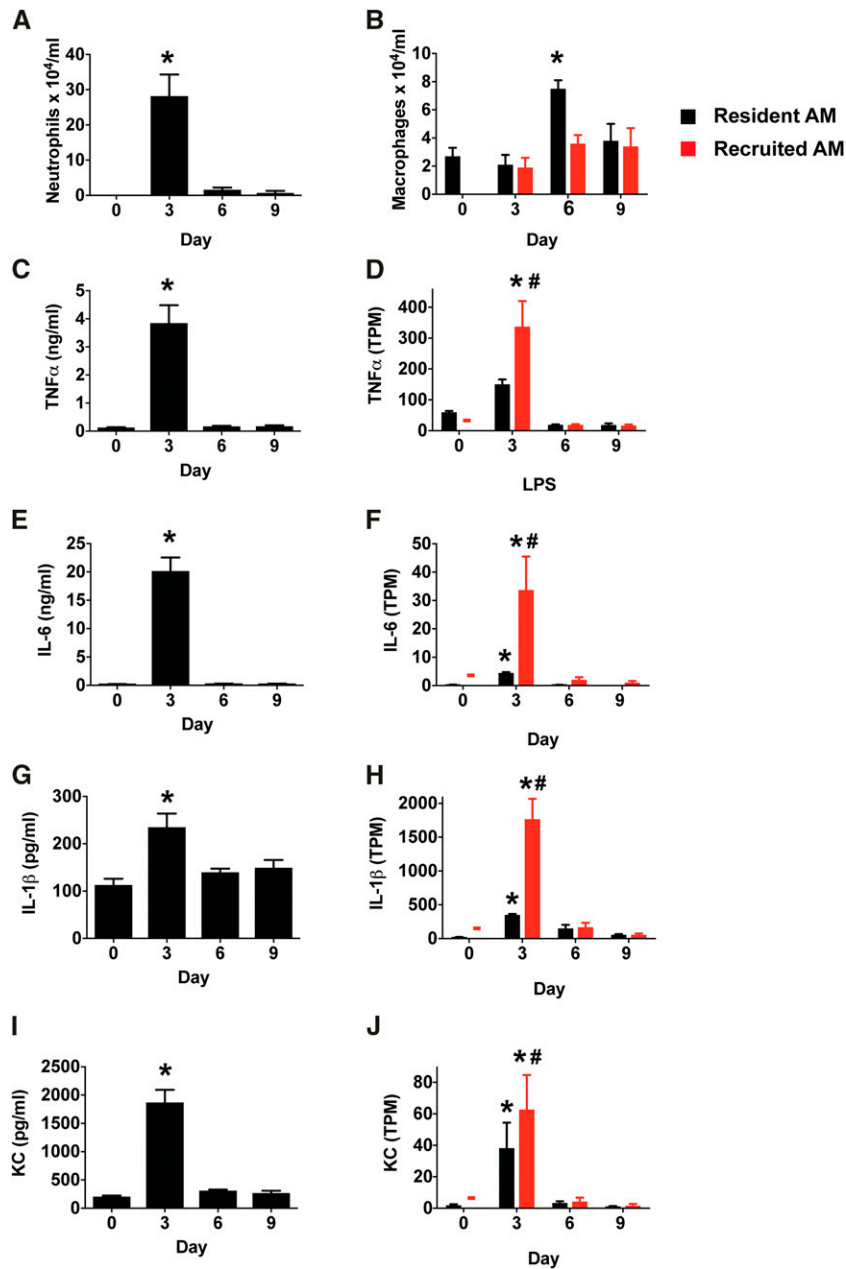 A
Neutrophils x 10⁴/ml
40
30
20
10
0
*
0 3 6 9
Day
B
Macrophages x 10⁴/ml
10
8
6
4
2
0
*
0 3 6 9
Day
Resident AM
Recruited AM
C
TNFα (ng/ml)
5
4
3
2
1
0
*
0 3 6 9
Day
D
TNFα (TPM)
400
300
200
100
0
* #
0 3 6 9
LPS
E
IL-6 (ng/ml)
25
20
15
10
5
0
*
0 3 6 9
Day
F
IL-6 (TPM)
50
40
30
20
10
0
*
* #
0 3 6 9
Day
G
IL-1β (pg/ml)
300
200
100
0
*
0 3 6 9
Day
H
IL-1β (TPM)
2000
1500
1000
500
0
*
*#
0 3 6 9
Day
I
KC (pg/ml)
2500
2000
1500
1000
500
0
*
0 3 6 9
Day
J
KC (TPM)
80
60
40
20
0
*
*#
0 3 6 9
Day